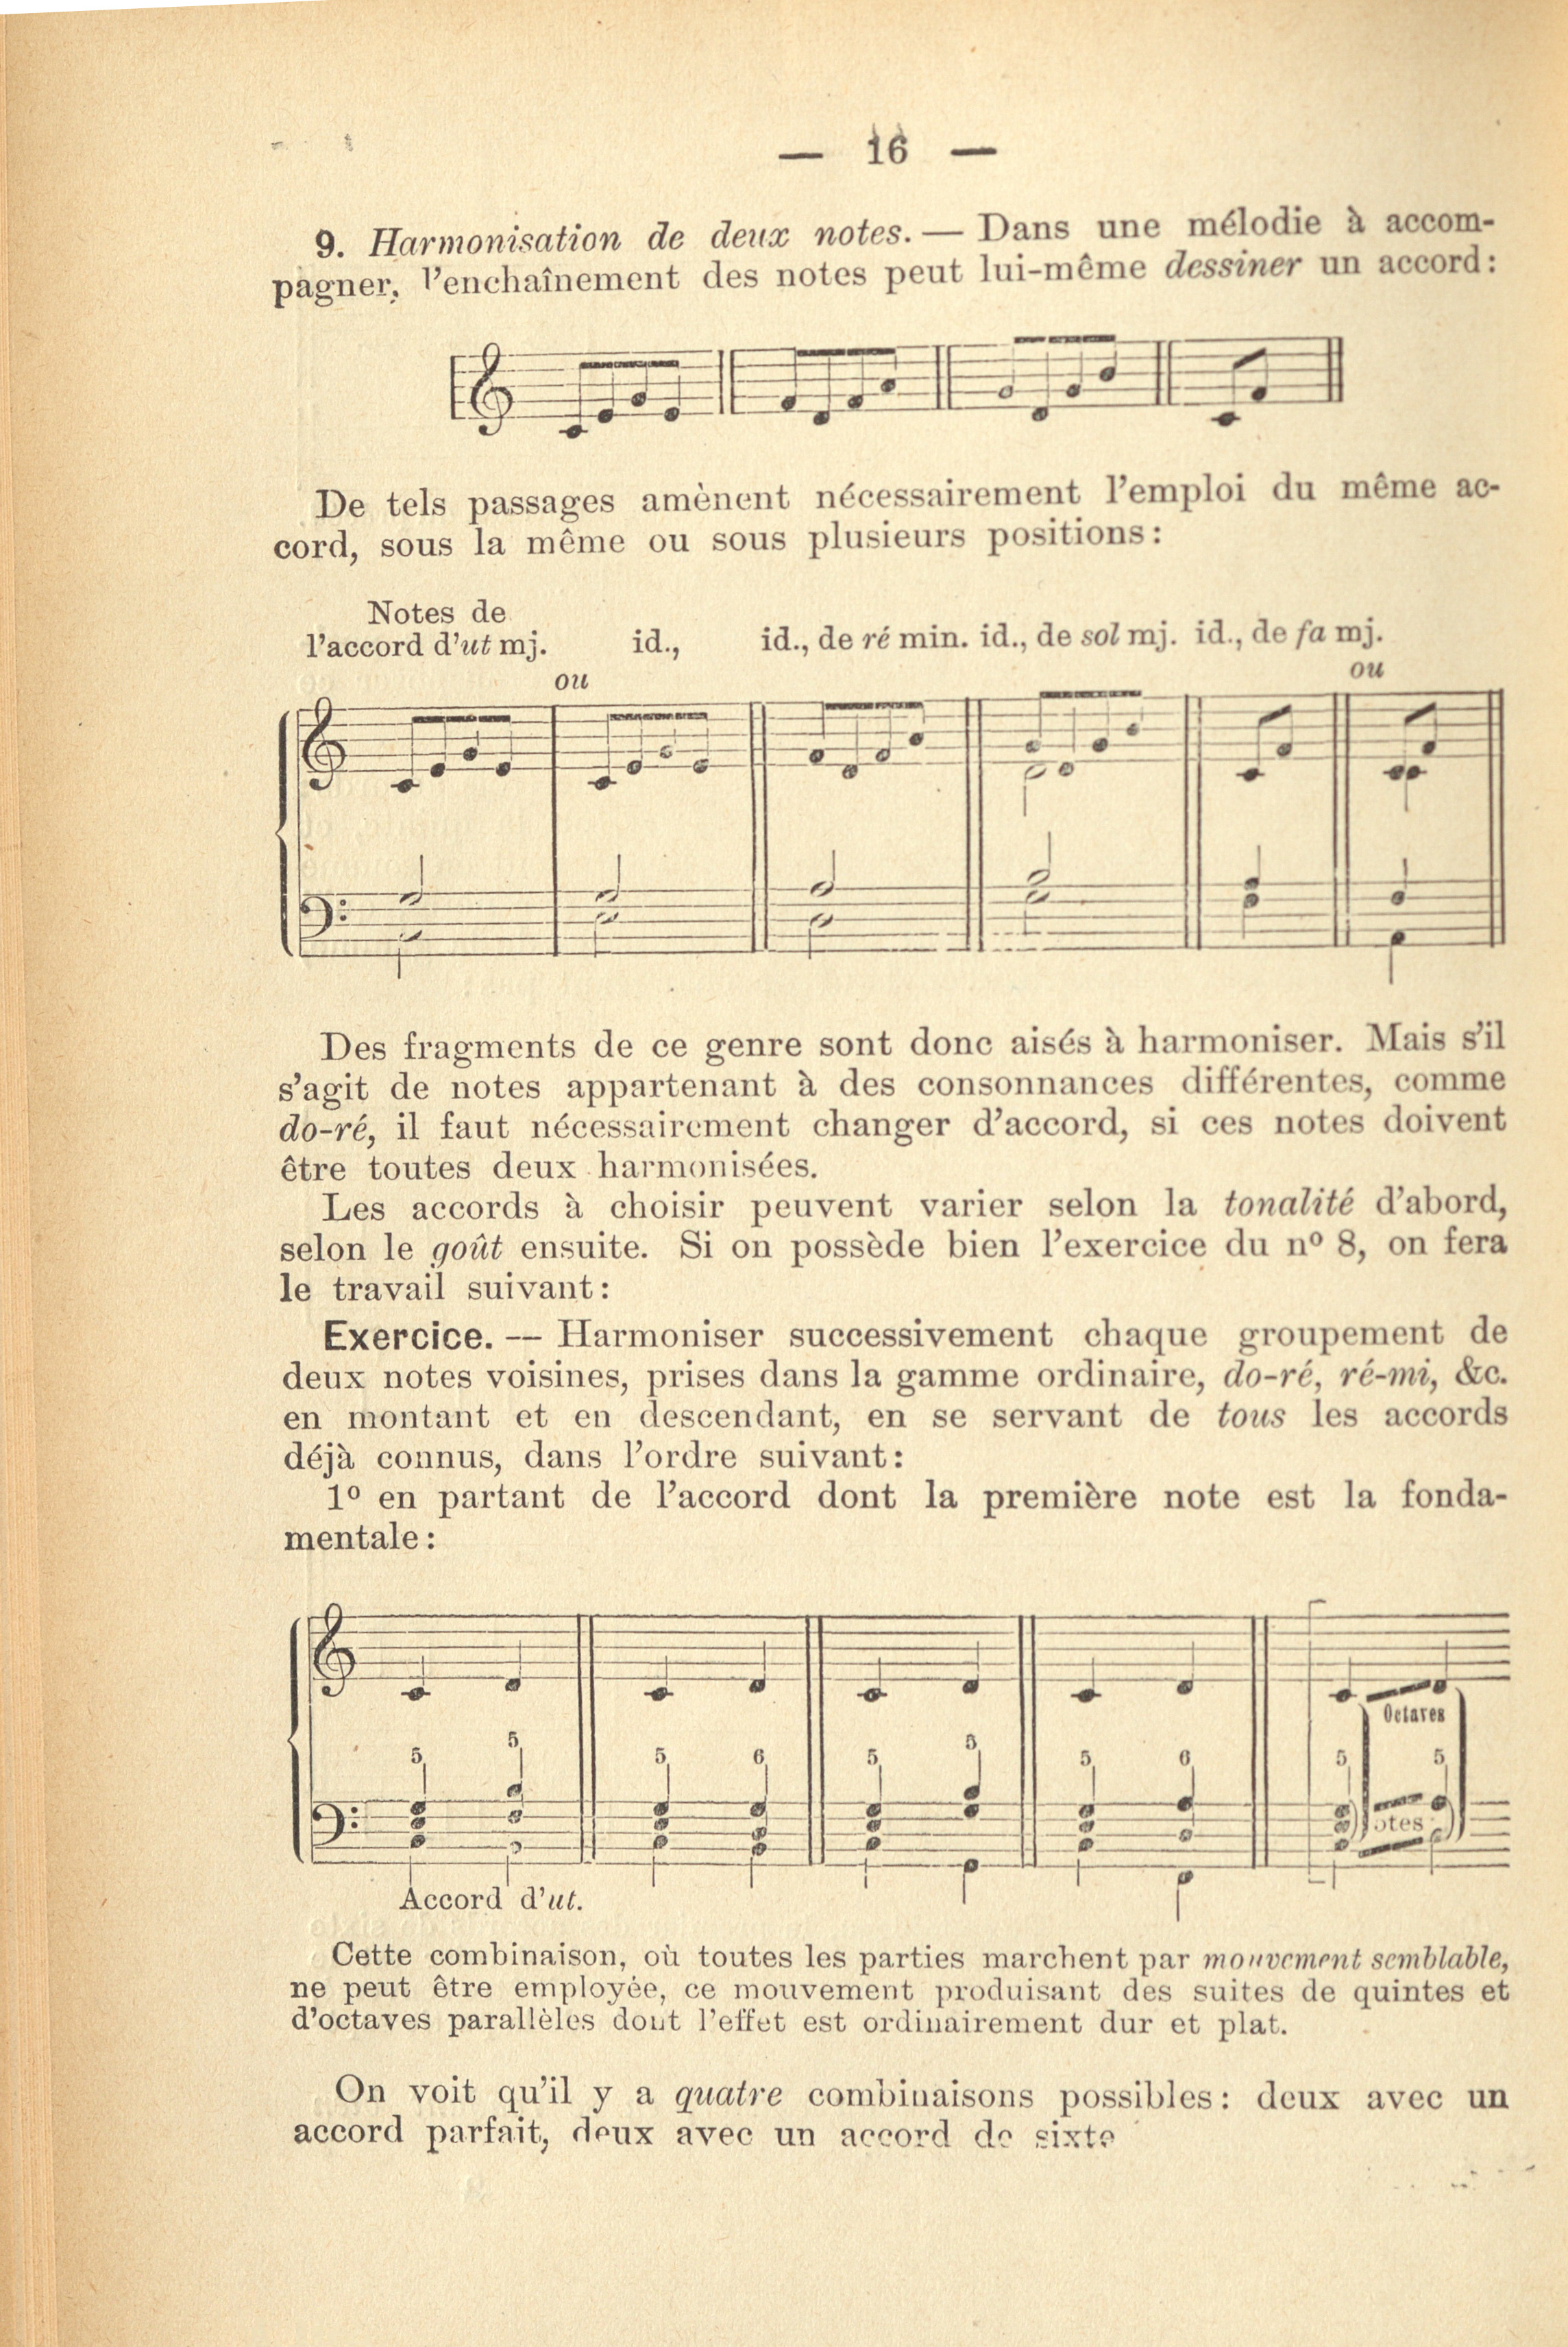 — 16 —
9. Harmonisation de deux notes. — Dans une mélodie à accom-
pagner, l'enchaînement des notes peut lui-même dessiner un accord:
De tels passages amènent nécessairement l'emploi du même ac-
cord, sous la même ou sous plusieurs positions:
Notes de
l'accord d'ut mj. id., id., de ré min. id., de sol mj. id., de fa mj.
ou ou
Des fragments de ce genre sont donc aisés à harmoniser. Mais s'il
s'agit de notes appartenant à des consonnances différentes, comme
do-ré, il faut nécessairement changer d'accord, si ces notes doivent
être toutes deux harmonisées.
Les accords à choisir peuvent varier selon la tonalité d'abord,
selon le goût ensuite. Si on possède bien l'exercice du nº 8, on fera
le travail suivant:
Exercice. — Harmoniser successivement chaque groupement de
deux notes voisines, prises dans la gamme ordinaire, do-ré, ré-mi, &c.
en montant et en descendant, en se servant de tous les accords
déjà connus, dans l'ordre suivant:
1º en partant de l'accord dont la première note est la fonda-
mentale:
Octaves
5 5 5 6 5 5 5 6 5 5
Accord d'ut.
Cette combinaison, où toutes les parties marchent par mouvement semblable,
ne peut être employée, ce mouvement produisant des suites de quintes et
d'octaves parallèles dont l'effet est ordinairement dur et plat.
On voit qu'il y a quatre combinaisons possibles: deux avec un
accord parfait, deux avec un accord de sixte